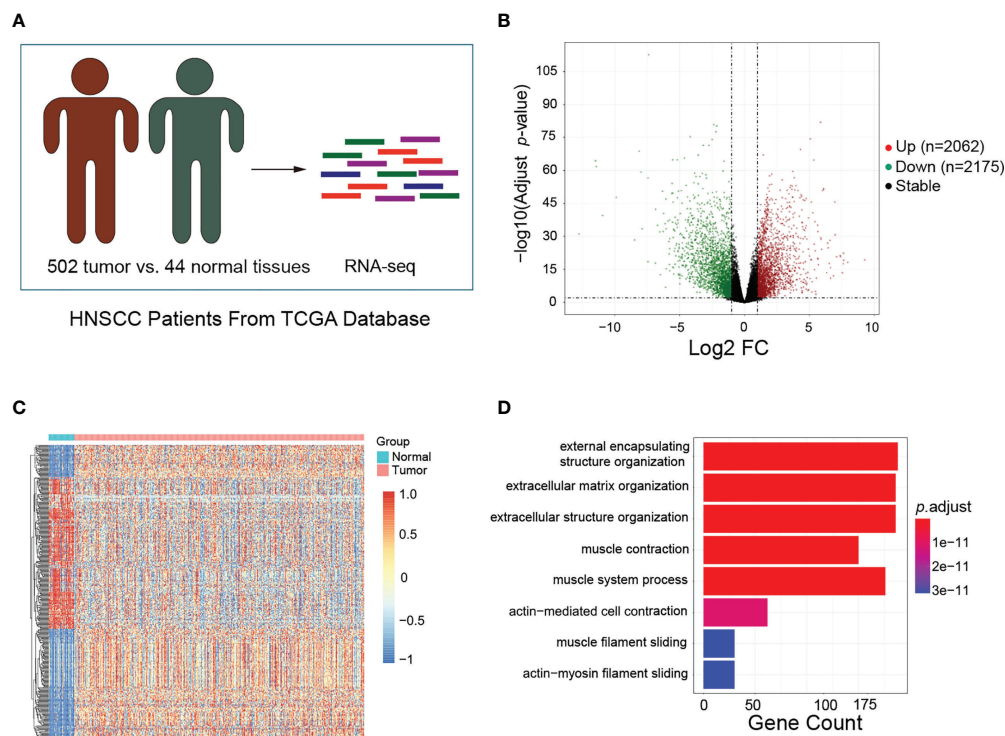 A
502 tumor vs. 44 normal tissues
RNA-seq
HNSCC Patients From TCGA Database
B
−log10(Adjust p-value)
105
90
75
60
45
30
15
0
−10
−5
0
5
10
Log2 FC
Up (n=2062)
Down (n=2175)
Stable
C
Group
Normal
Tumor
1.0
0.5
0
−0.5
−1
D
external encapsulating
structure organization
extracellular matrix organization
extracellular structure organization
muscle contraction
muscle system process
actin−mediated cell contraction
muscle filament sliding
actin−myosin filament sliding
0
50
100
175
Gene Count
p.adjust
1e−11
2e−11
3e−11